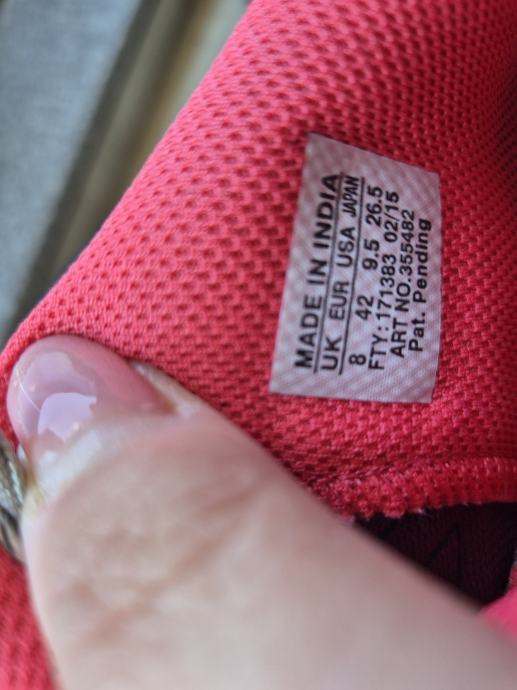 MADE IN INDIA
UK EUR USA JAPAN
8 42 9.5 26.5
FTY: 171383 02/15
ART NO.355482
Pat. Pending